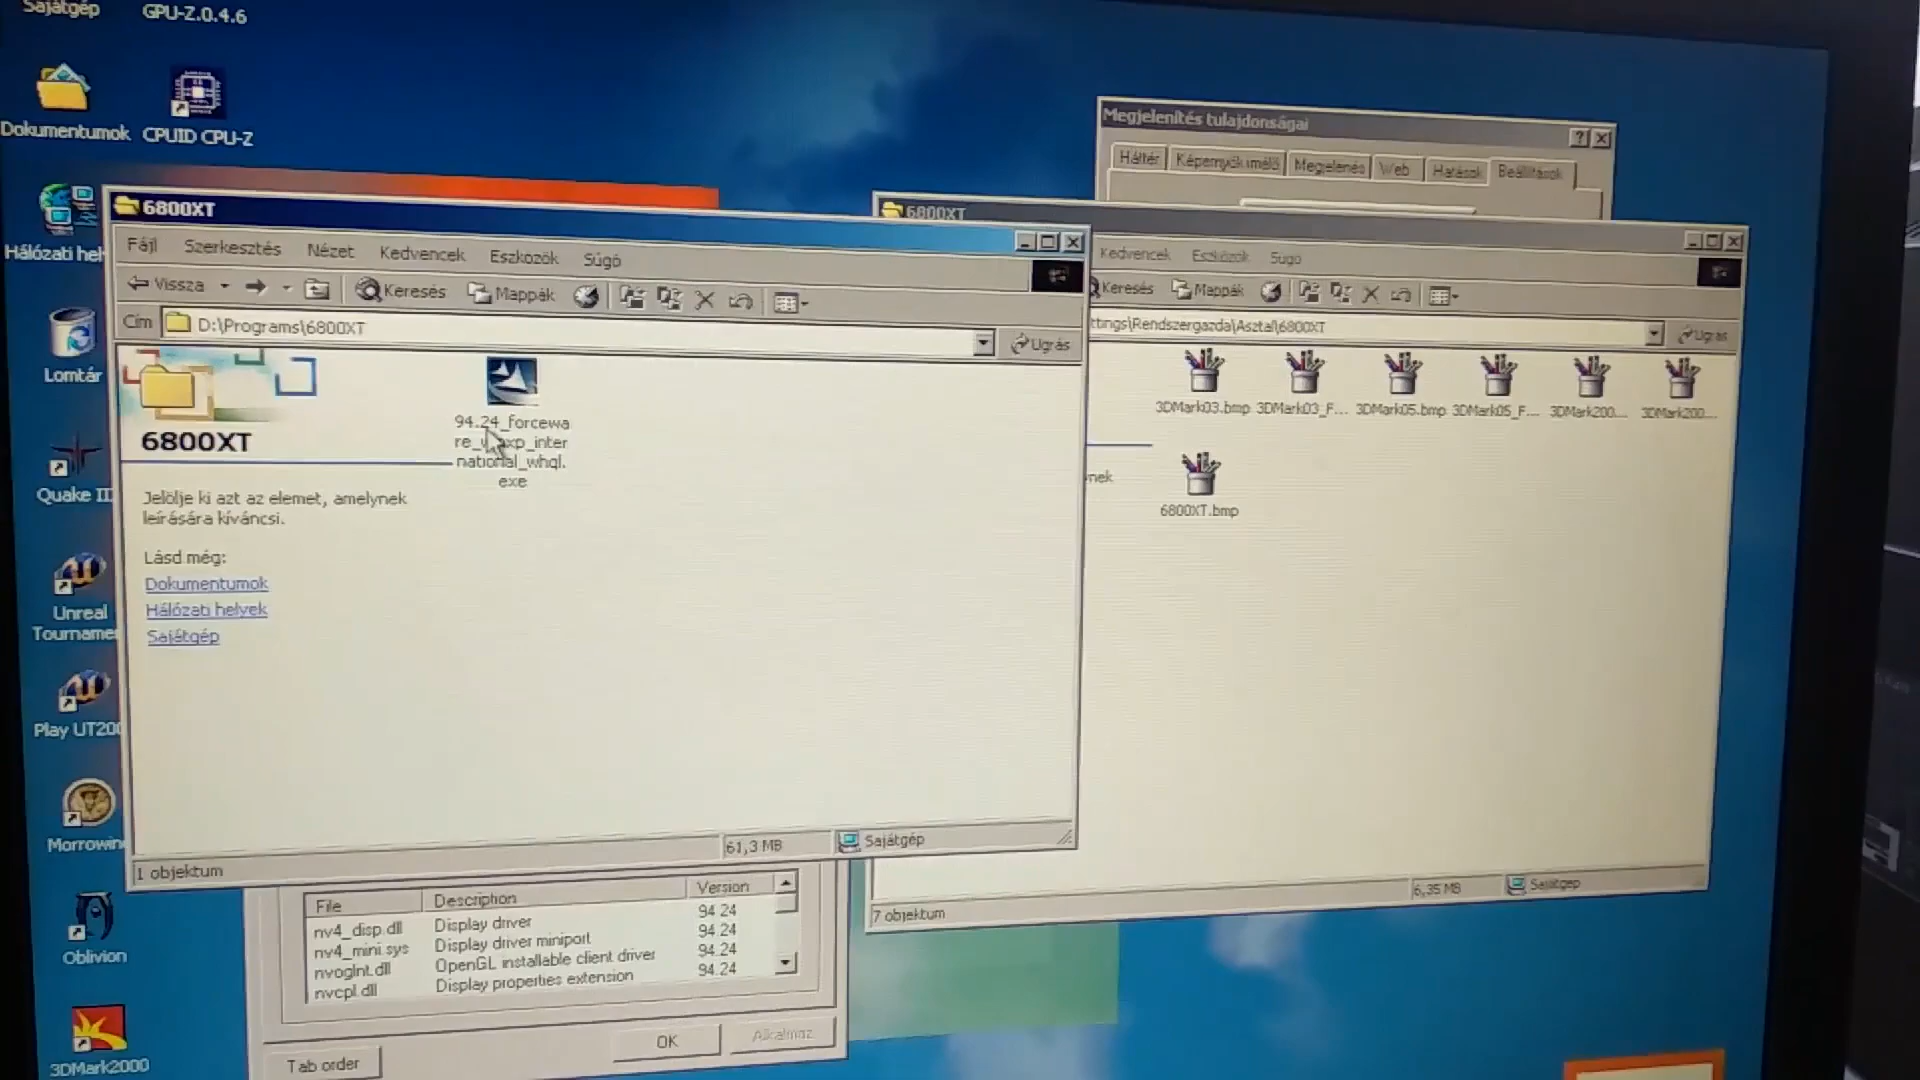 Sajátgép
GPU-Z.0.4.6
Dokumentumok
CPUID CPU-Z
Hálózati hel
Lomtár
Quake III
Unreal
Tourname
Play UT200
Morrowin
Oblivion
3DMark2000
Megjelenítés tulajdonságai
Háttér
Képernyőkímélő
Megjelenés
Web
Hatások
Beállítások
6800XT
Fájl
Szerkesztés
Nézet
Kedvencek
Eszközök
Súgó
Vissza
Keresés
Mappák
Cím
D:\Programs\6800XT
Ugrás
6800XT
Jelölje ki azt az elemet, amelynek
leírására kíváncsi.
Lásd még:
Dokumentumok
Hálózati helyek
Sajátgép
94.24_forcewa
xp_inter
national_whql.
exe
1 objektum
61,3 MB
Sajátgép
6800XT
Kedvencek
Eszközök
Súgó
Keresés
Mappák
ttings\Rendszergazda\Asztal\6800XT
Ugrás
3DMark03.bmp
3DMark03_F...
3DMark05.bmp
3DMark05_F...
3DMark200...
3DMark200...
nek
6800XT.bmp
7 objektum
6,35 MB
Sajátgép
File
Description
Version
nv4_disp.dll
Display driver
94.24
nv4_mini.sys
Display driver miniport
94.24
nvoglnt.dll
OpenGL installable client driver
94.24
nvcpl.dll
Display properties extension
94.24
OK
Alkalmaz
Tab order